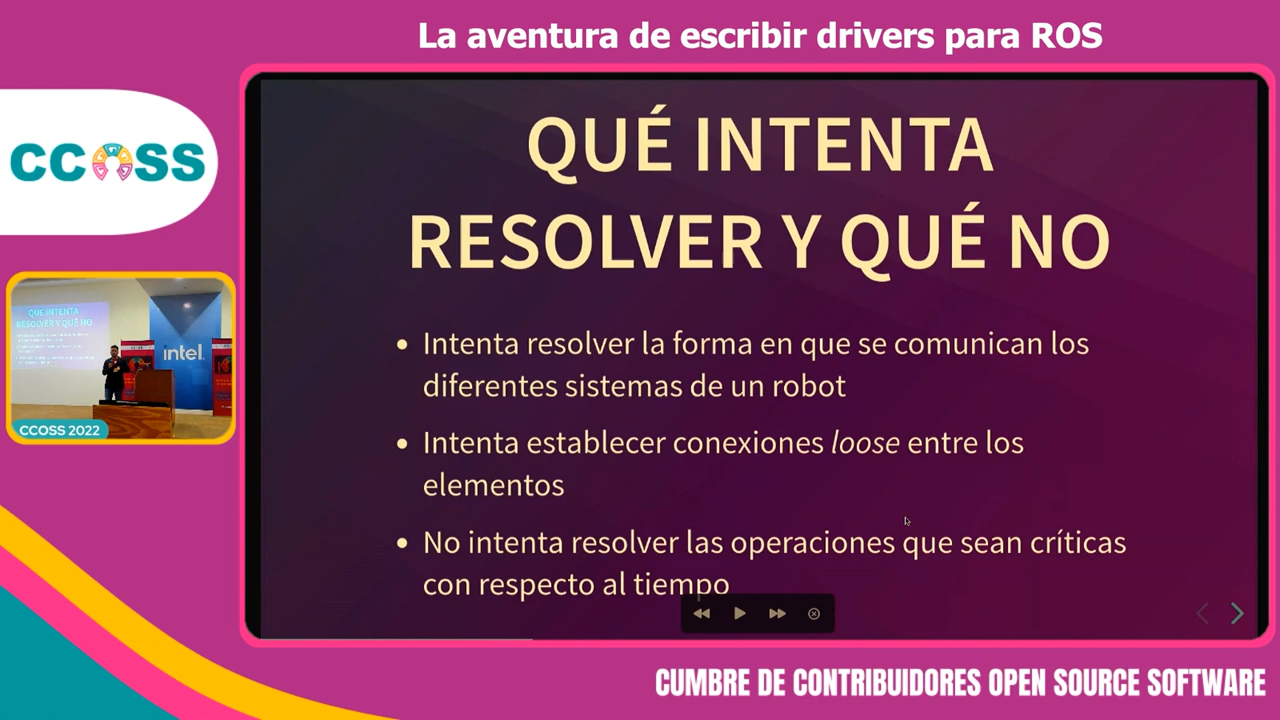 La aventura de escribir drivers para ROS
CCOSS
QUÉ INTENTA
RESOLVER Y QUÉ NO
• Intenta resolver la forma en que se comunican los
diferentes sistemas de un robot
• Intenta establecer conexiones loose entre los
elementos
• No intenta resolver las operaciones que sean críticas
con respecto al tiempo
QUÉ INTENTA
RESOLVER Y QUÉ NO
intel.
CCOSS 2022
CUMBRE DE CONTRIBUIDORES OPEN SOURCE SOFTWARE